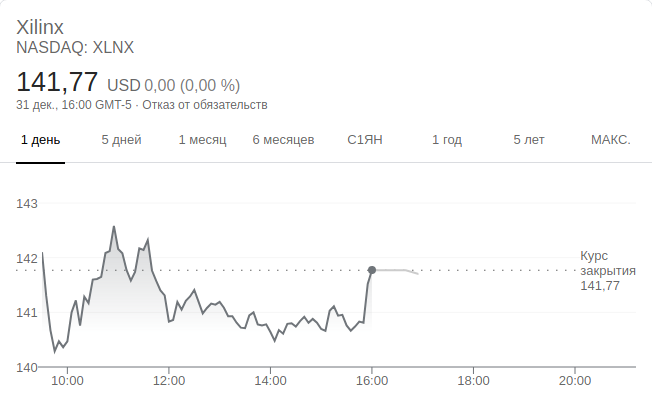 Xilinx
NASDAQ: XLNX
141,77 USD 0,00 (0,00 %)
31 дек., 16:00 GMT-5 · Отказ от обязательств
1 день 5 дней 1 месяц 6 месяцев С1ЯН 1 год 5 лет МАКС.
143
142
141
140
Курс
закрытия
141,77
10:00 12:00 14:00 16:00 18:00 20:00